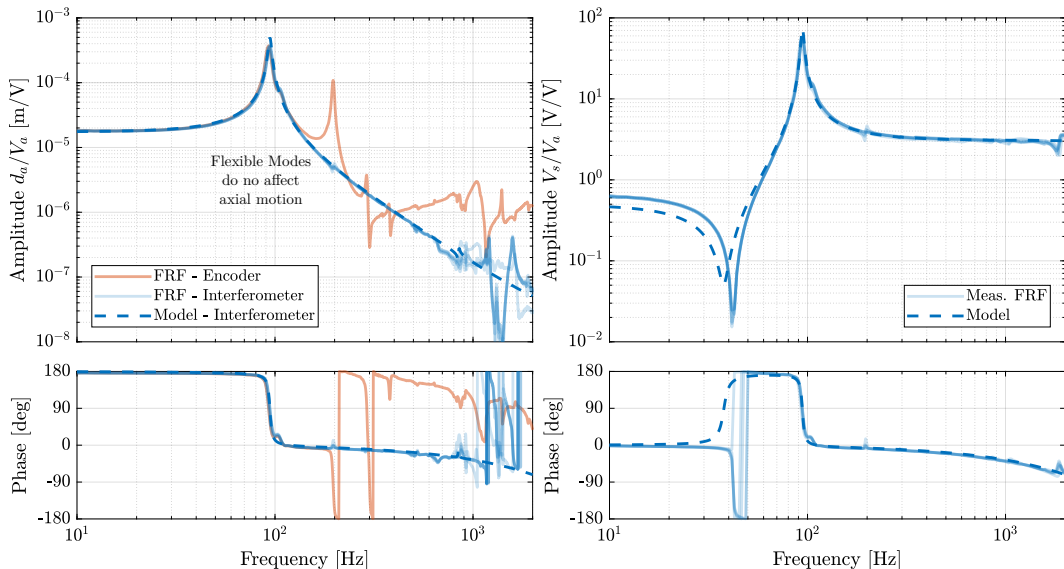 Amplitude d_a/V_a [m/V]
10^-3
10^-4
10^-5
10^-6
10^-7
10^-8
Flexible Modes
do no affect
axial motion
FRF - Encoder
FRF - Interferometer
Model - Interferometer
Phase [deg]
180
90
0
-90
-180
10^1
10^2
10^3
Frequency [Hz]
Amplitude V_s/V_a [V/V]
10^2
10^1
10^0
10^-1
10^-2
Meas. FRF
Model
Phase [deg]
180
90
0
-90
-180
10^1
10^2
10^3
Frequency [Hz]